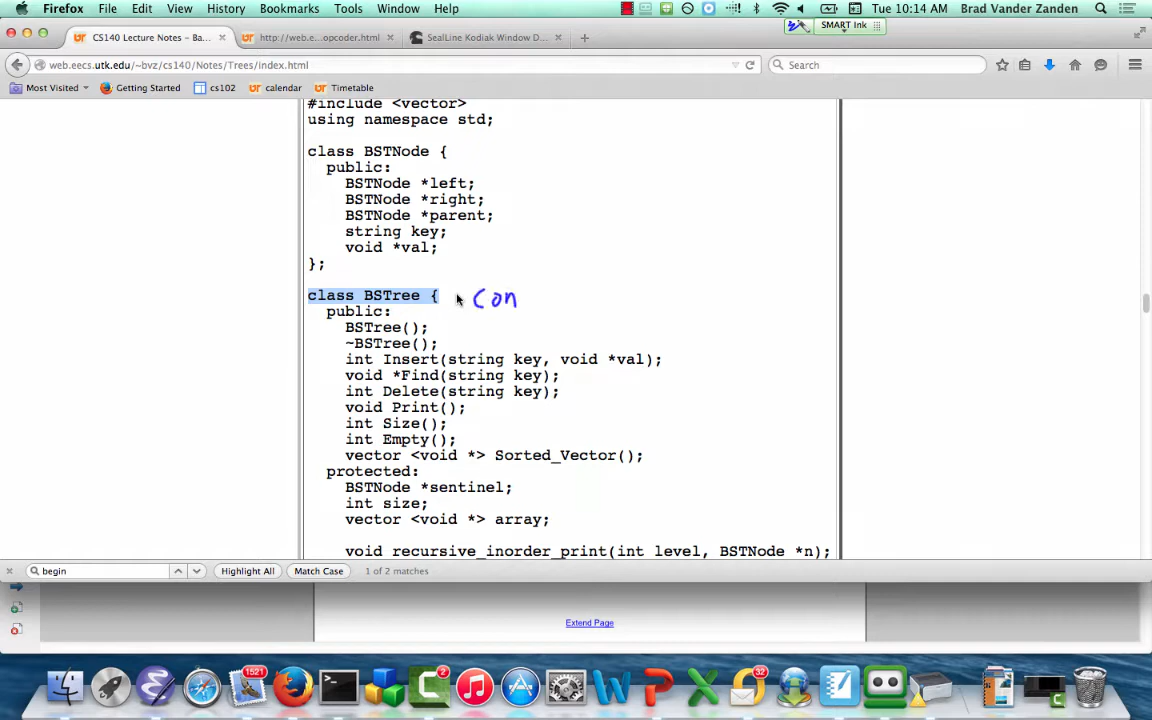 Firefox File Edit View History Bookmarks Tools Window Help Tue 10:14 AM Brad Vander Zanden
SMART Ink
CS140 Lecture Notes – Ba... × http://web.e...opcoder.html × SealLine Kodiak Window D... × +
web.eecs.utk.edu/~bvz/cs140/Notes/Trees/index.html Search
Most Visited Getting Started cs102 calendar Timetable
#include <vector>
using namespace std;
class BSTNode {
public:
BSTNode *left;
BSTNode *right;
BSTNode *parent;
string key;
void *val;
};
class BSTree { Con
public:
BSTree();
~BSTree();
int Insert(string key, void *val);
void *Find(string key);
int Delete(string key);
void Print();
int Size();
int Empty();
vector <void *> Sorted_Vector();
protected:
BSTNode *sentinel;
int size;
vector <void *> array;
void recursive_inorder_print(int level, BSTNode *n);
begin Highlight All Match Case 1 of 2 matches
Extend Page
1521 2 32